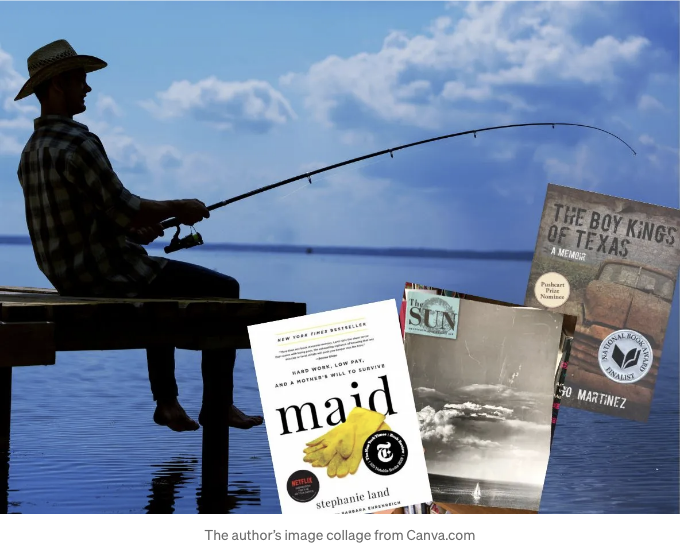 THE BOY KINGS
OF TEXAS
A MEMOIR
Pushcart
Prize
Nominee
NATIONAL BOOK AWARD
FINALIST
MARTINEZ
The
SUN
NEW YORK TIMES BESTSELLER
HARD WORK, LOW PAY,
AND A MOTHER'S WILL TO SURVIVE
maid
NETFLIX
stephanie land
BARBARA EHRENREICH
The author's image collage from Canva.com